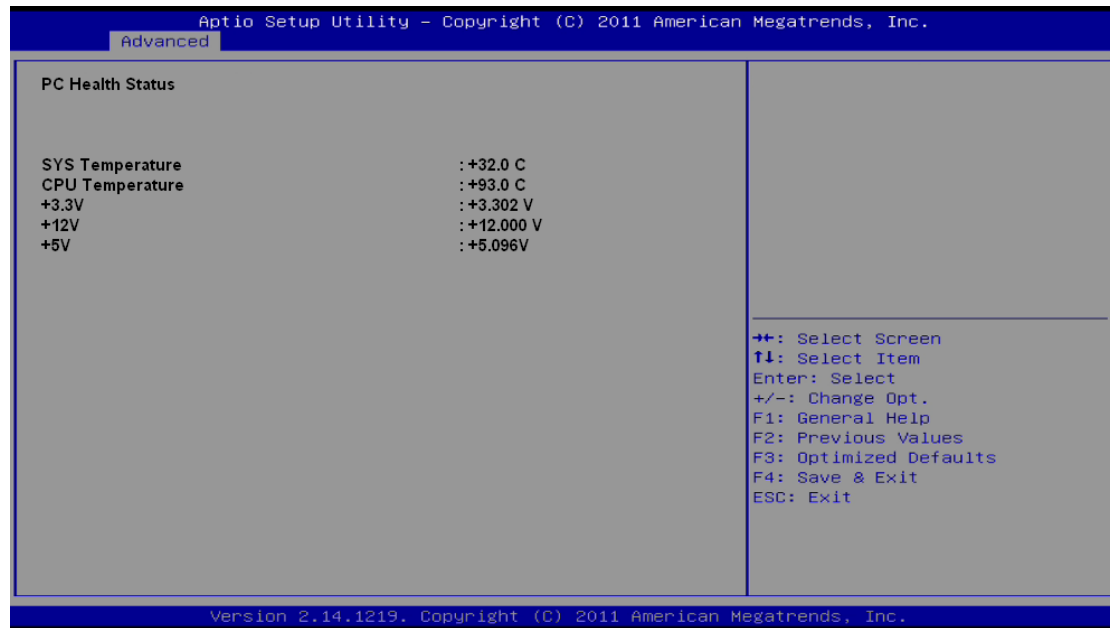 Aptio Setup Utility – Copyright (C) 2011 American Megatrends, Inc.
Advanced
PC Health Status
SYS Temperature : +32.0 C
CPU Temperature : +93.0 C
+3.3V : +3.302 V
+12V : +12.000 V
+5V : +5.096V
→←: Select Screen
↑↓: Select Item
Enter: Select
+/-: Change Opt.
F1: General Help
F2: Previous Values
F3: Optimized Defaults
F4: Save & Exit
ESC: Exit
Version 2.14.1219. Copyright (C) 2011 American Megatrends, Inc.